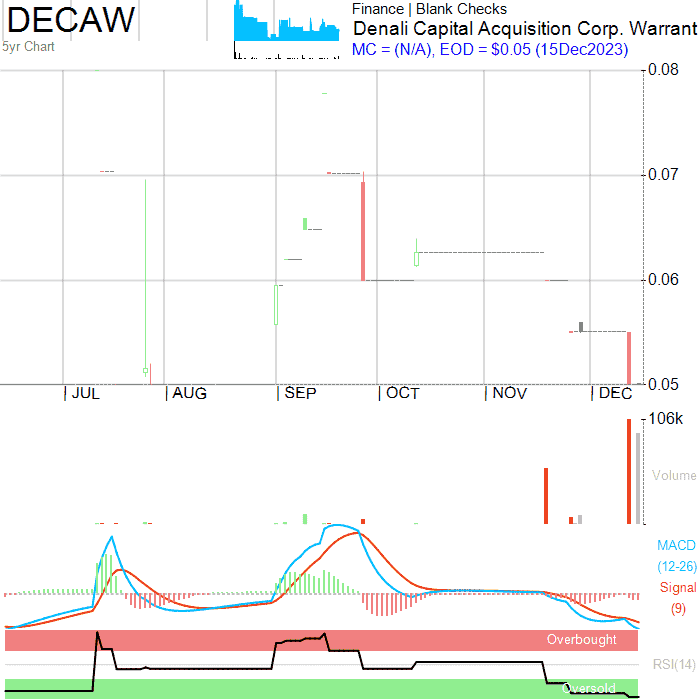 DECAW
5yr Chart
Finance | Blank Checks
Denali Capital Acquisition Corp. Warrant
MC = (N/A), EOD = $0.05 (15Dec2023)
0.08
0.07
0.06
0.05
| JUL | AUG | SEP | OCT | NOV | DEC
106k
Volume
MACD
(12-26)
Signal
(9)
Overbought
RSI(14)
Oversold